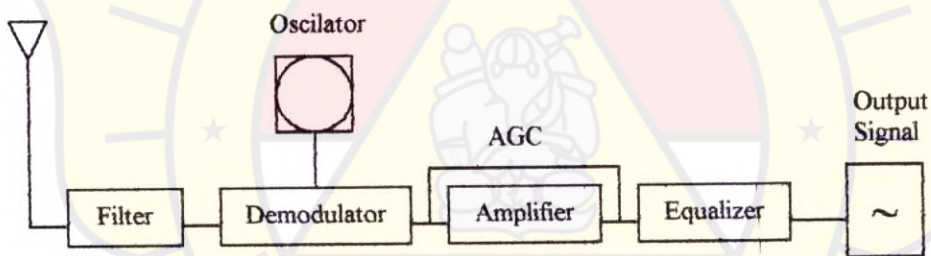 Oscilator
Output
Signal
AGC
Filter
Demodulator
Amplifier
Equalizer
~